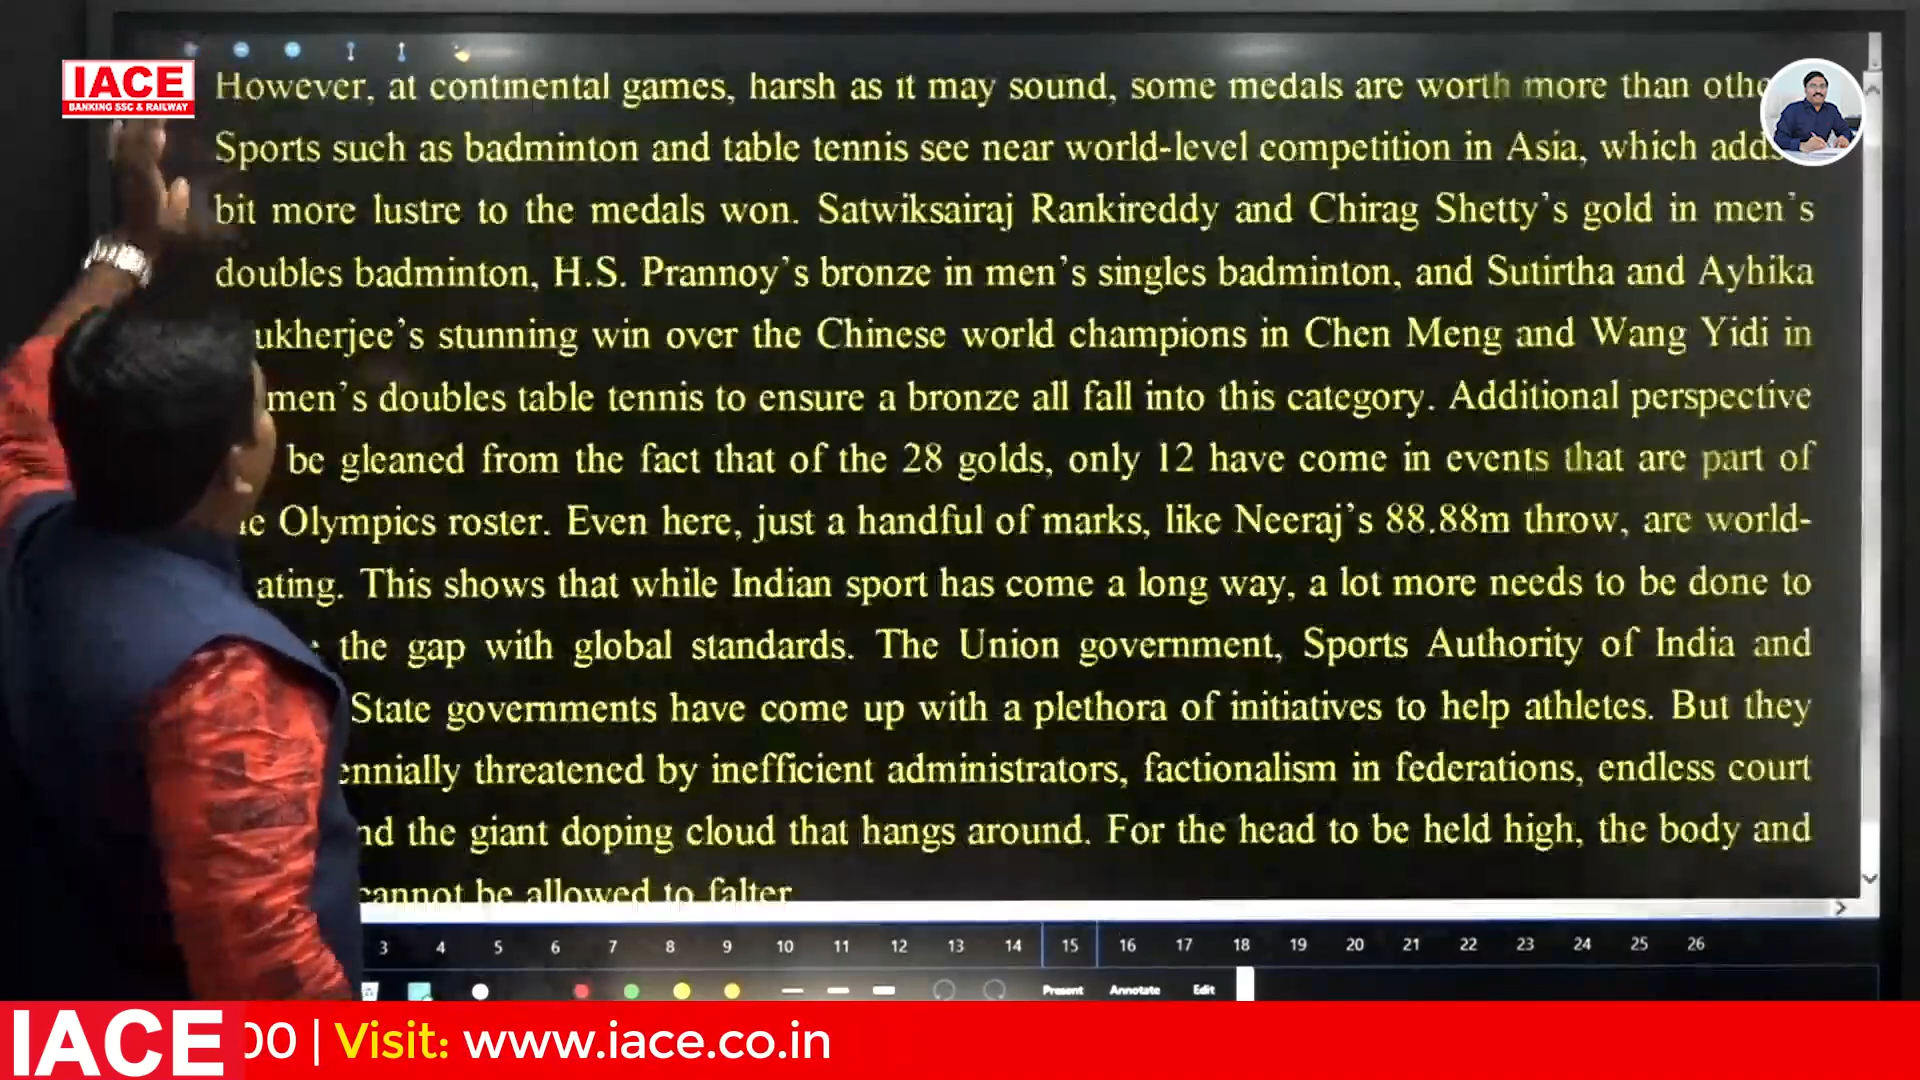 IACE
BANKING SSC & RAILWAY
However, at continental games, harsh as it may sound, some medals are worth more than
Sports such as badminton and table tennis see near world-level competition in Asia, which adds
bit more lustre to the medals won. Satwiksairaj Rankireddy and Chirag Shetty's gold in men's
doubles badminton, H.S. Prannoy's bronze in men's singles badminton, and Sutirtha and Ayhika
ukherjee's stunning win over the Chinese world champions in Chen Meng and Wang Yidi in
men's doubles table tennis to ensure a bronze all fall into this category. Additional perspective
be gleaned from the fact that of the 28 golds, only 12 have come in events that are part of
Olympics roster. Even here, just a handful of marks, like Neeraj's 88.88m throw, are world-
ating. This shows that while Indian sport has come a long way, a lot more needs to be done to
the gap with global standards. The Union government, Sports Authority of India and
State governments have come up with a plethora of initiatives to help athletes. But they
ennially threatened by inefficient administrators, factionalism in federations, endless court
nd the giant doping cloud that hangs around. For the head to be held high, the body and
cannot be allowed to falter
3 4 5 6 7 8 9 10 11 12 13 14 15 16 17 18 19 20 21 22 23 24 25 26
Present Annotate Edit
IACE 00 | Visit: www.iace.co.in